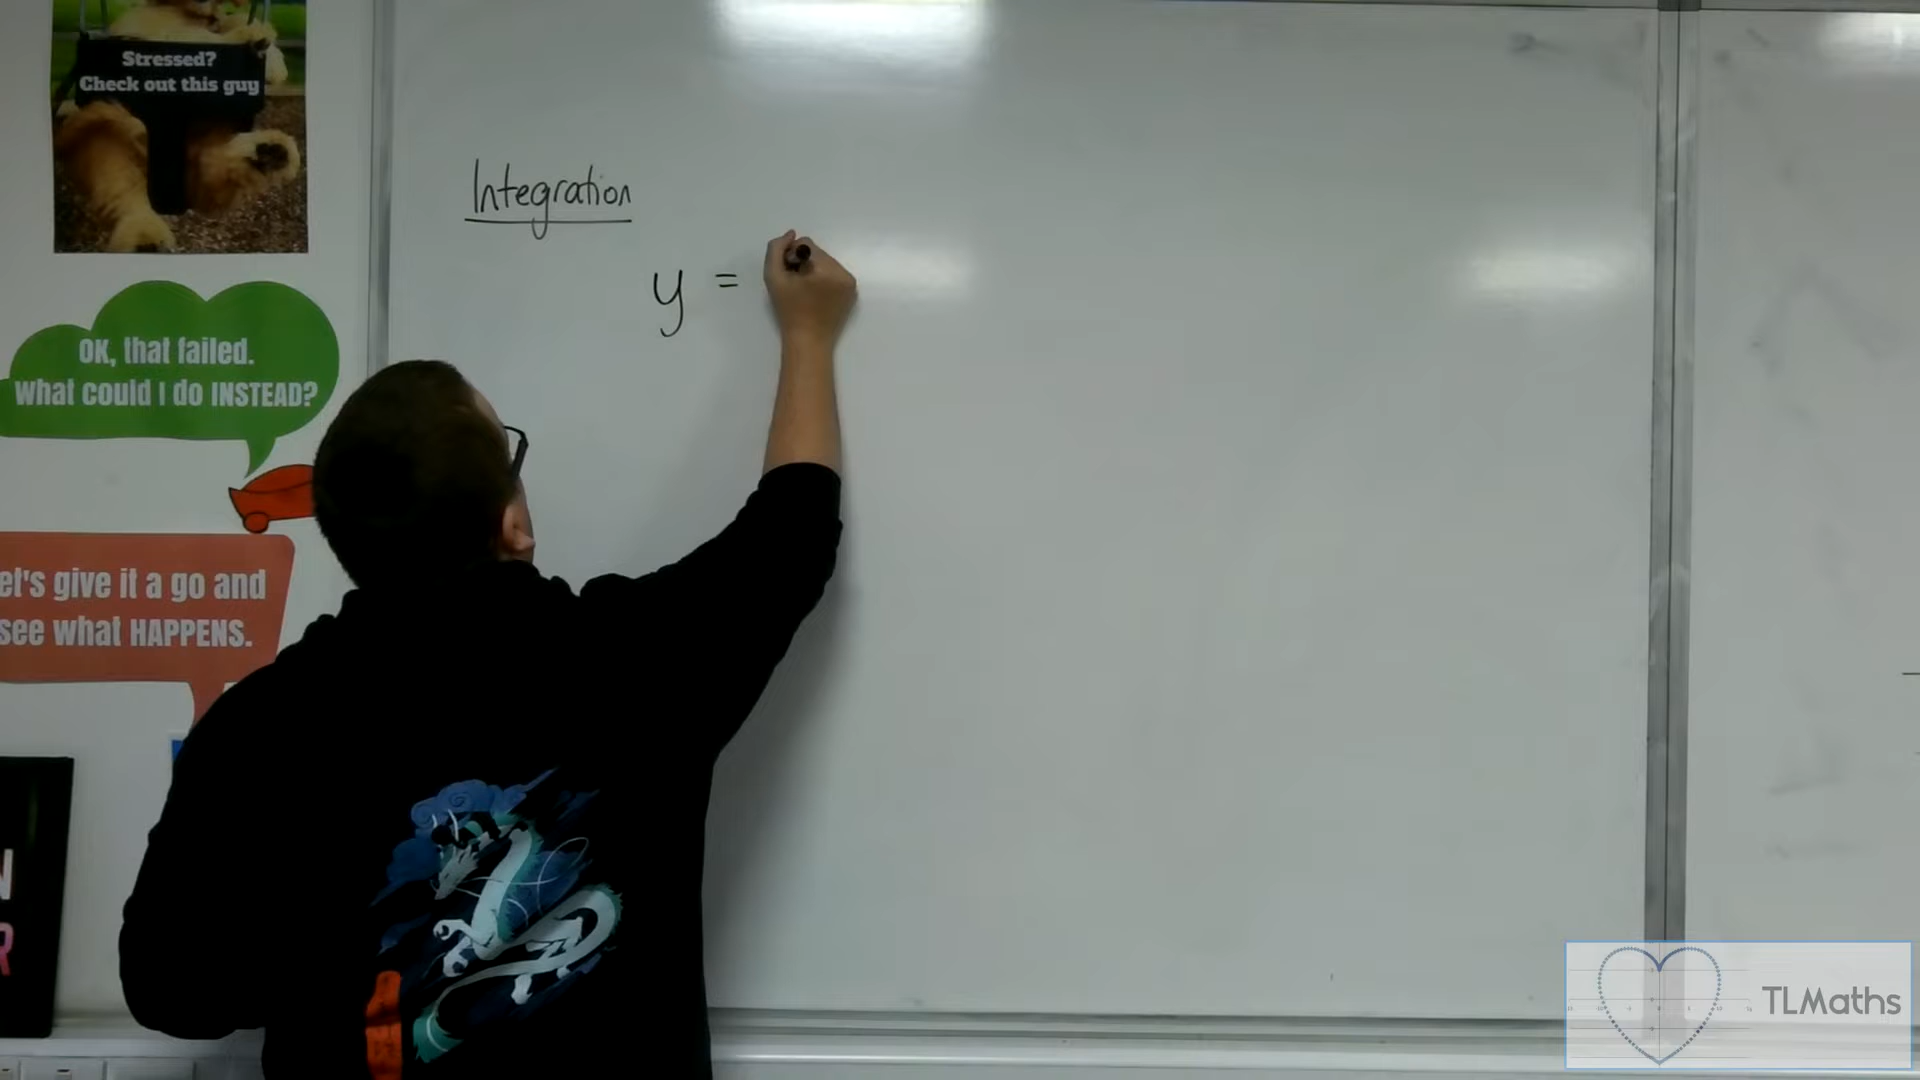 Stressed?
Check out this guy
Integration
y =
OK, that failed.
What could I do INSTEAD?
et's give it a go and
see what HAPPENS.
N
R
TLMaths